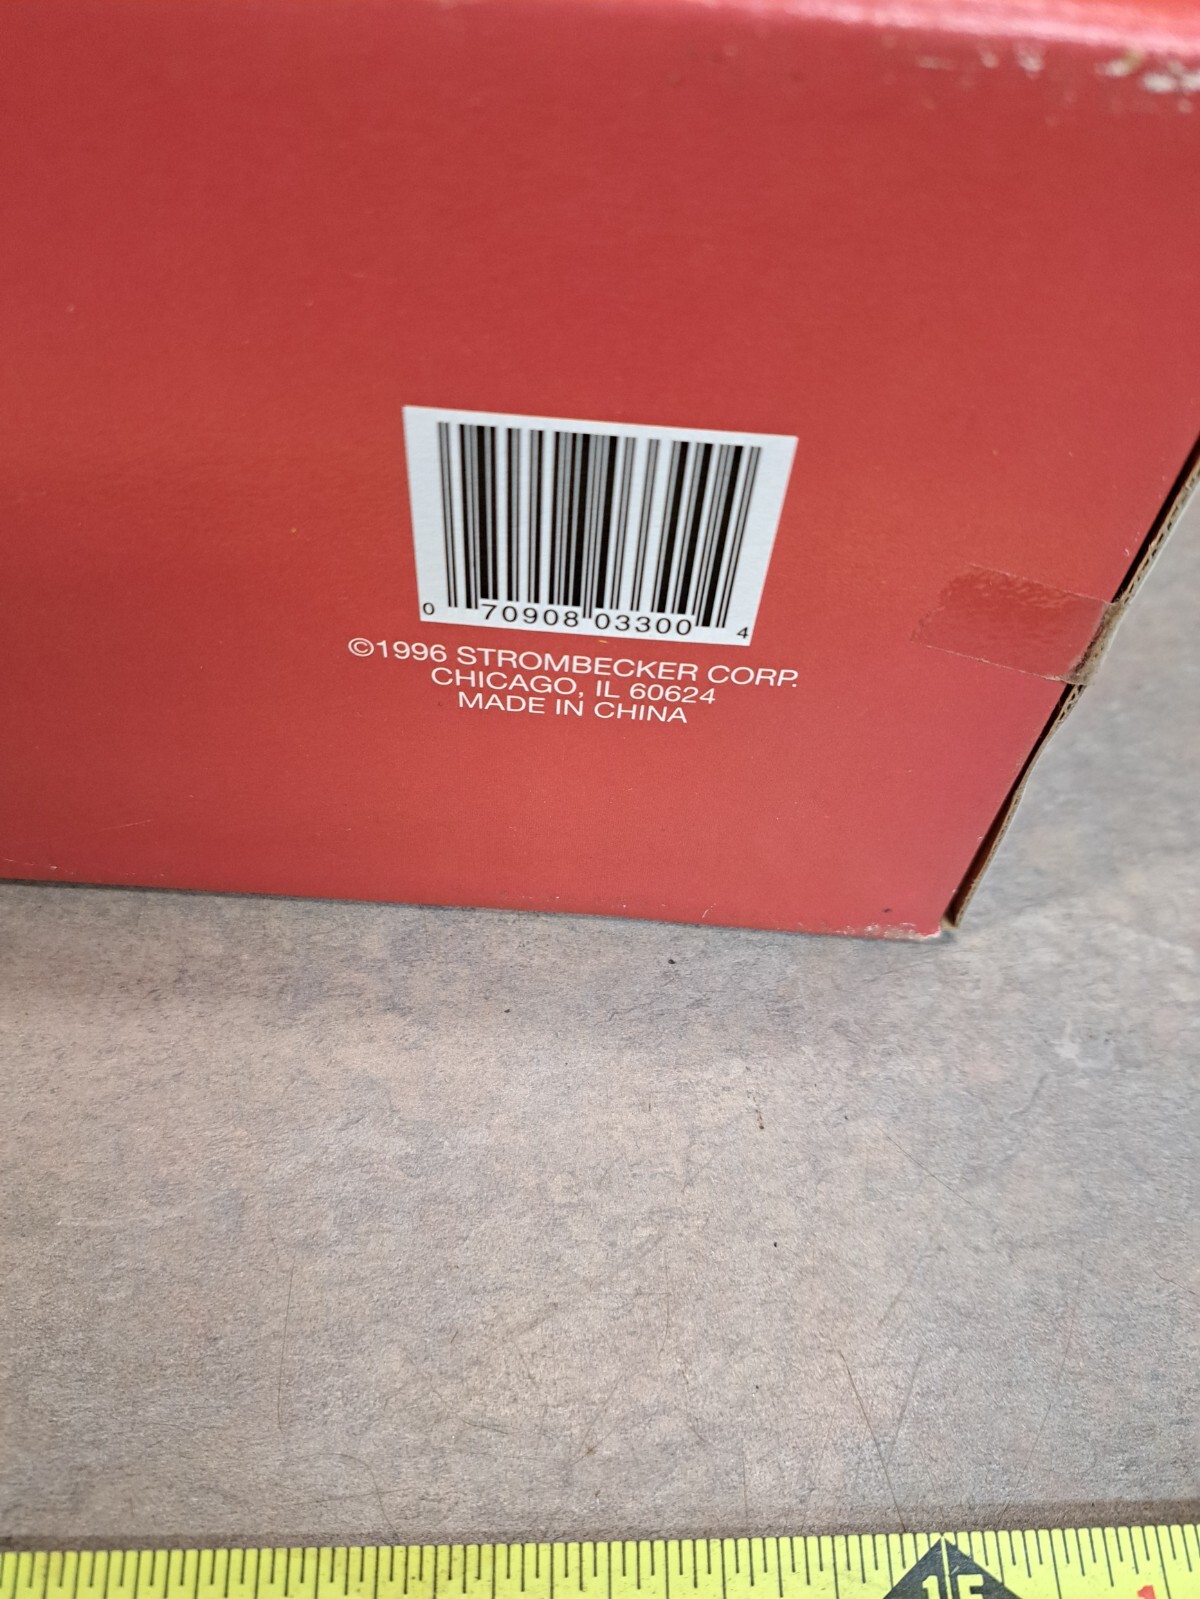 0 70908 03300 4
©1996 STROMBECKER CORP.
CHICAGO, IL 60624
MADE IN CHINA